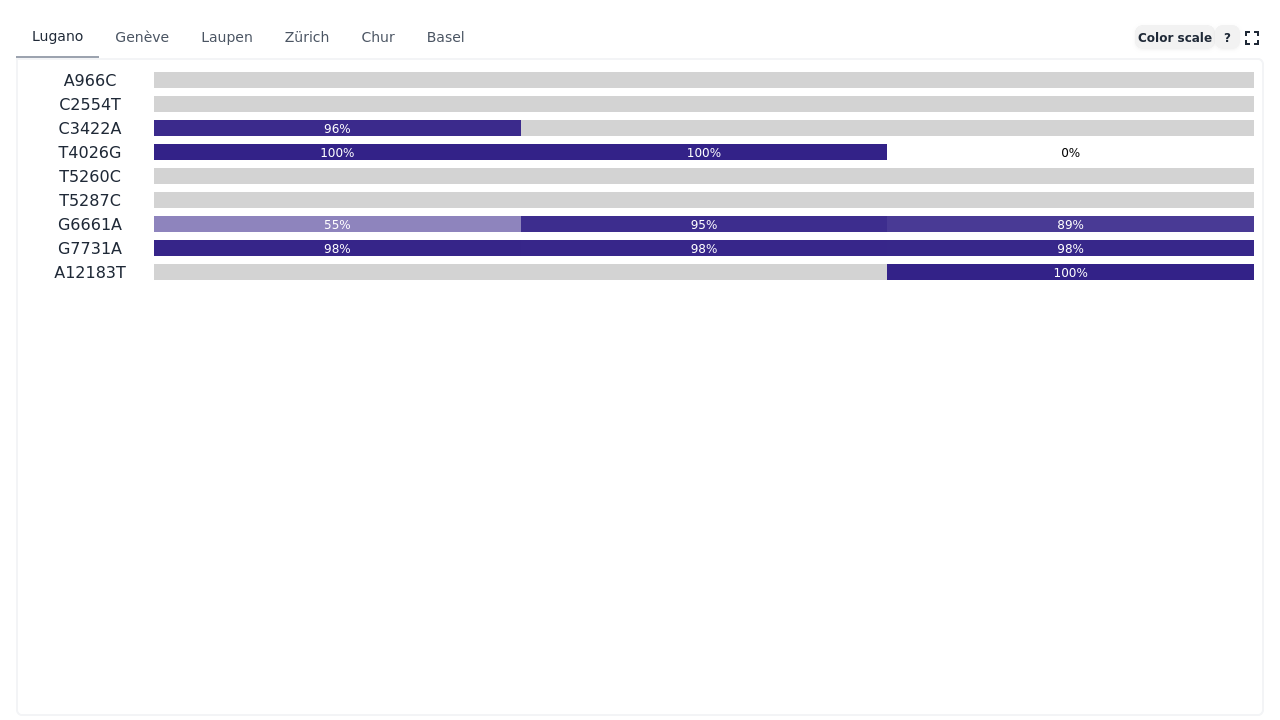 Lugano Genève Laupen Zürich Chur Basel Color scale ?
A966C
C2554T
C3422A 96%
T4026G 100% 100% 0%
T5260C
T5287C
G6661A 55% 95% 89%
G7731A 98% 98% 98%
A12183T 100%